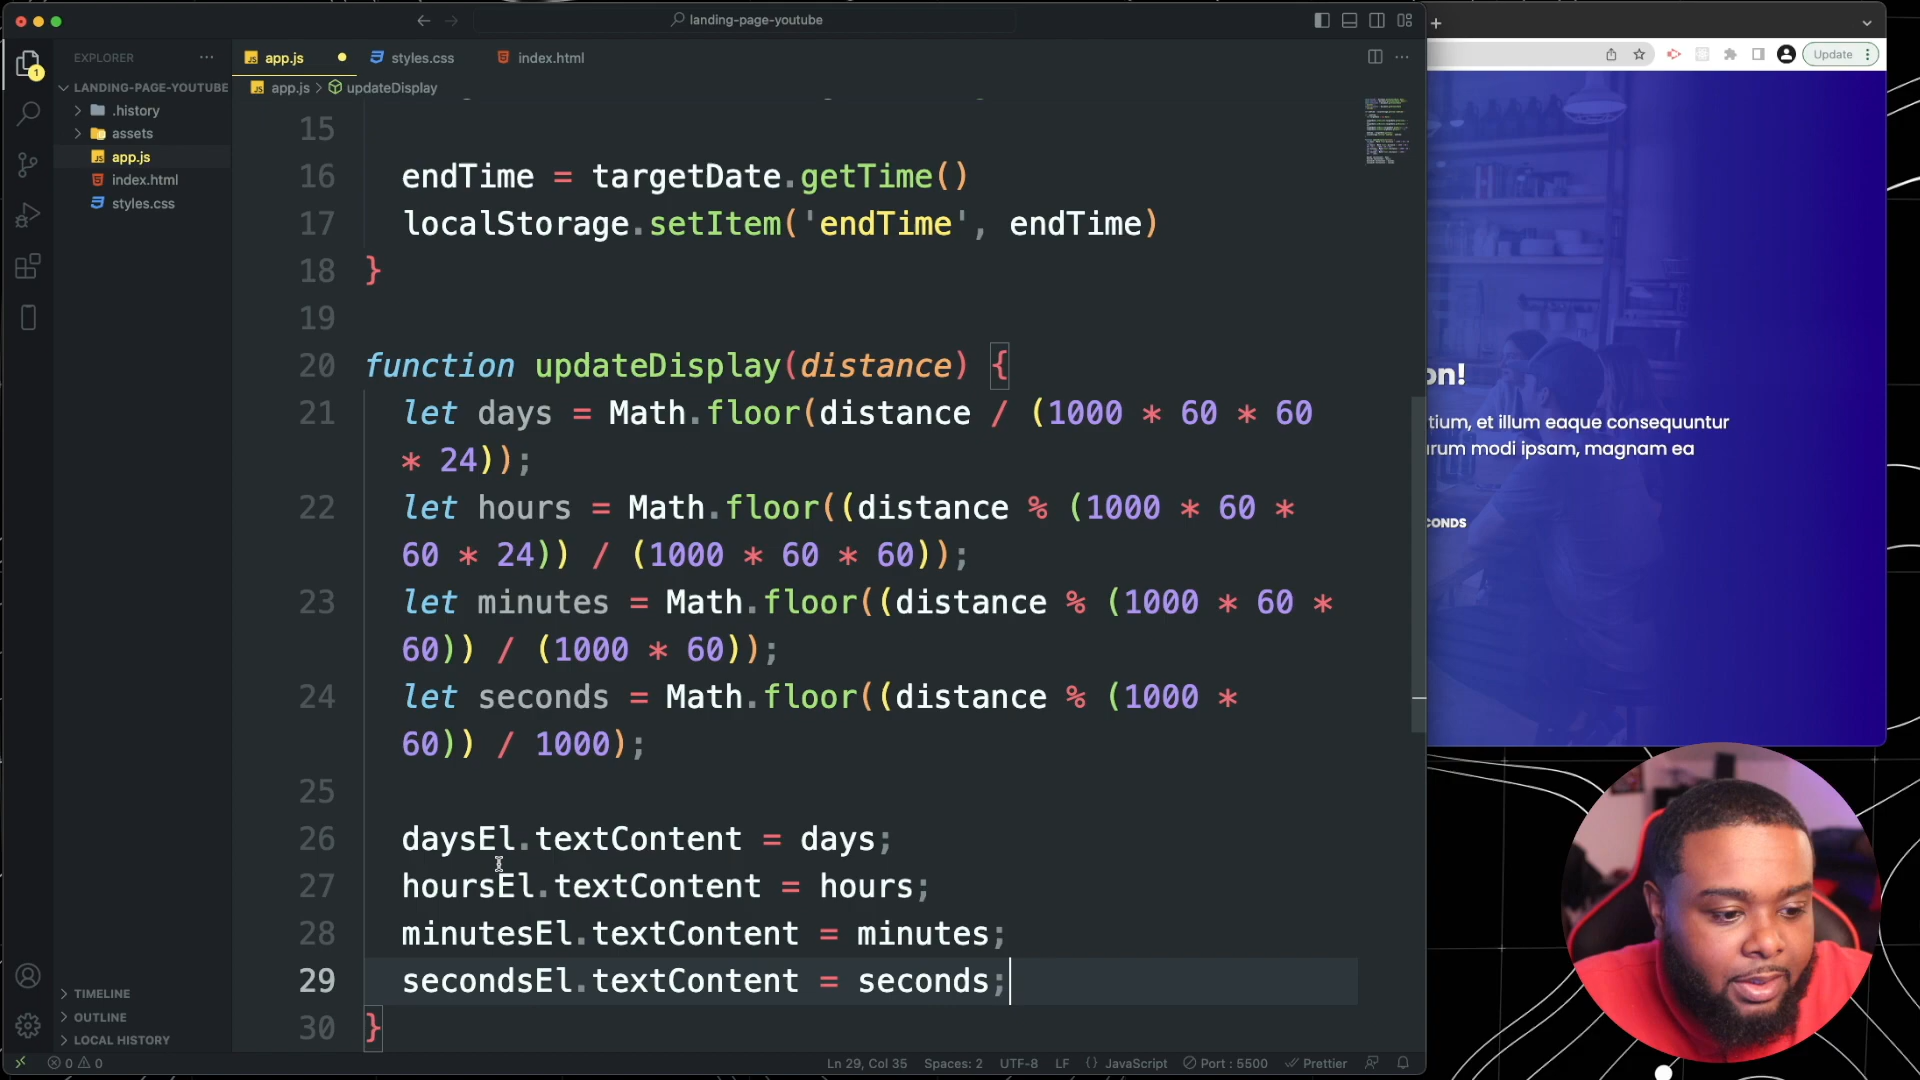 landing-page-youtube
EXPLORER
app.js
styles.css
index.html
Update
1
LANDING-PAGE-YOUTUBE
app.js
updateDisplay
.history
assets
app.js
index.html
styles.css
15
16 endTime = targetDate.getTime()
17 localStorage.setItem('endTime', endTime)
18 }
19
20 function updateDisplay(distance) {
21 let days = Math.floor(distance / (1000 * 60 * 60
* 24));
22 let hours = Math.floor((distance % (1000 * 60 *
60 * 24)) / (1000 * 60 * 60));
23 let minutes = Math.floor((distance % (1000 * 60 *
60)) / (1000 * 60));
24 let seconds = Math.floor((distance % (1000 *
60)) / 1000);
25
26 daysEl.textContent = days;
27 hoursEl.textContent = hours;
28 minutesEl.textContent = minutes;
29 secondsEl.textContent = seconds;
30 }
on!
tium, et illum eaque consequuntur
rum modi ipsam, magnam ea
CONDS
TIMELINE
OUTLINE
LOCAL HISTORY
0 0
Ln 29, Col 35
Spaces: 2
UTF-8
LF
{} JavaScript
Port : 5500
Prettier